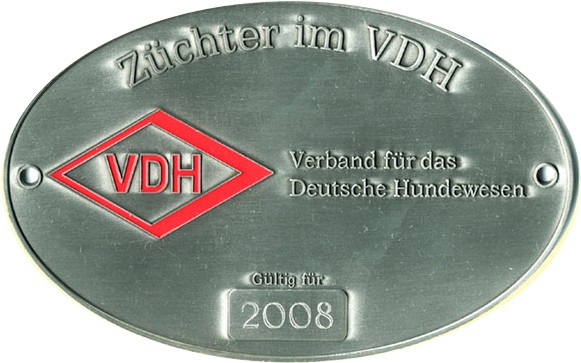 Züchter im VDH
VDH
Verband für das
Deutsche Hundewesen
Gültig für
2008